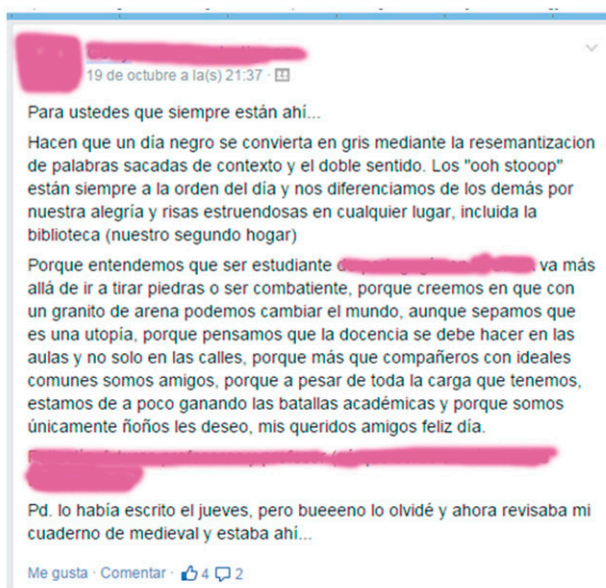 19 de octubre a la(s) 21:37 ·
Para ustedes que siempre están ahí...
Hacen que un día negro se convierta en gris mediante la resemantizacion
de palabras sacadas de contexto y el doble sentido. Los "ooh stooop"
están siempre a la orden del día y nos diferenciamos de los demás por
nuestra alegría y risas estruendosas en cualquier lugar, incluida la
biblioteca (nuestro segundo hogar)
Porque entendemos que ser estudiante va más
allá de ir a tirar piedras o ser combatiente, porque creemos en que con
un granito de arena podemos cambiar el mundo, aunque sepamos que
es una utopía, porque pensamos que la docencia se debe hacer en las
aulas y no solo en las calles, porque más que compañeros con ideales
comunes somos amigos, porque a pesar de toda la carga que tenemos,
estamos de a poco ganando las batallas académicas y porque somos
únicamente ñoños les deseo, mis queridos amigos feliz día.
Pd. lo había escrito el jueves, pero bueeeno lo olvidé y ahora revisaba mi
cuaderno de medieval y estaba ahí...
Me gusta · Comentar · 4 2